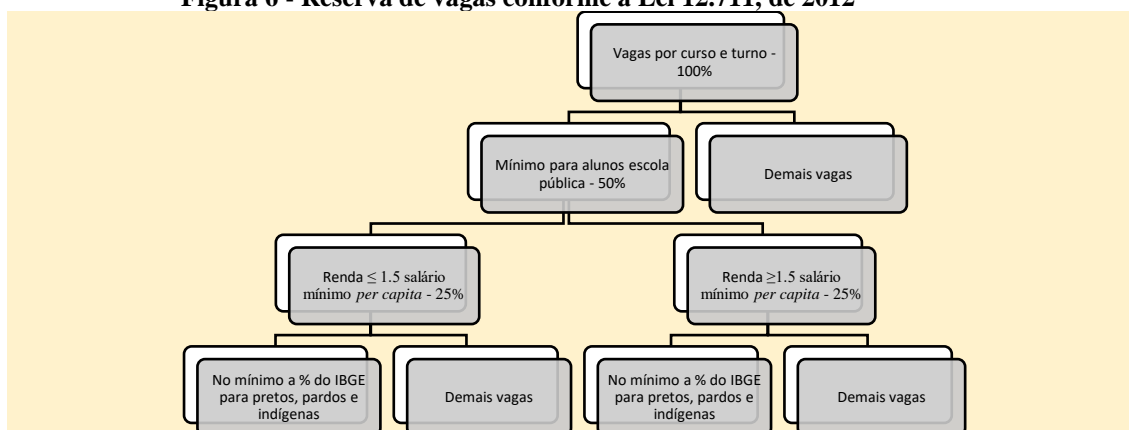 Figura 6 - Reserva de vagas conforme a Lei 12.711, de 2012
Vagas por curso e turno -
100%
Mínimo para alunos escola
pública - 50%
Demais vagas
Renda ≤ 1.5 salário
mínimo per capita - 25%
Renda ≥1.5 salário
mínimo per capita - 25%
No mínimo a % do IBGE
para pretos, pardos e
indígenas
Demais vagas
No mínimo a % do IBGE
para pretos, pardos e
indígenas
Demais vagas